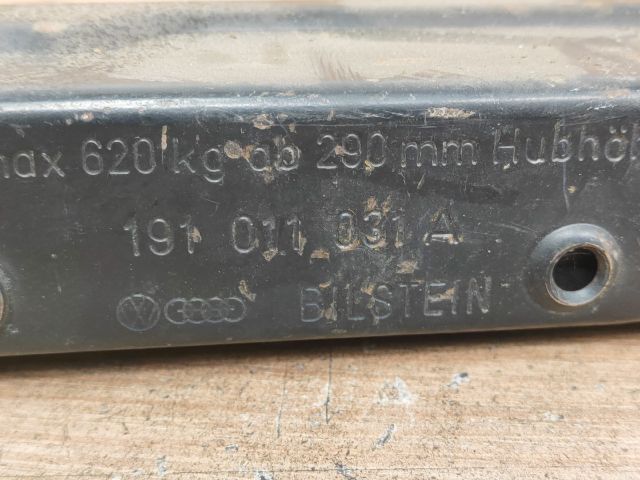 max 620 kg ab 290 mm Hubhöh
191 011 031 A
BILSTEIN